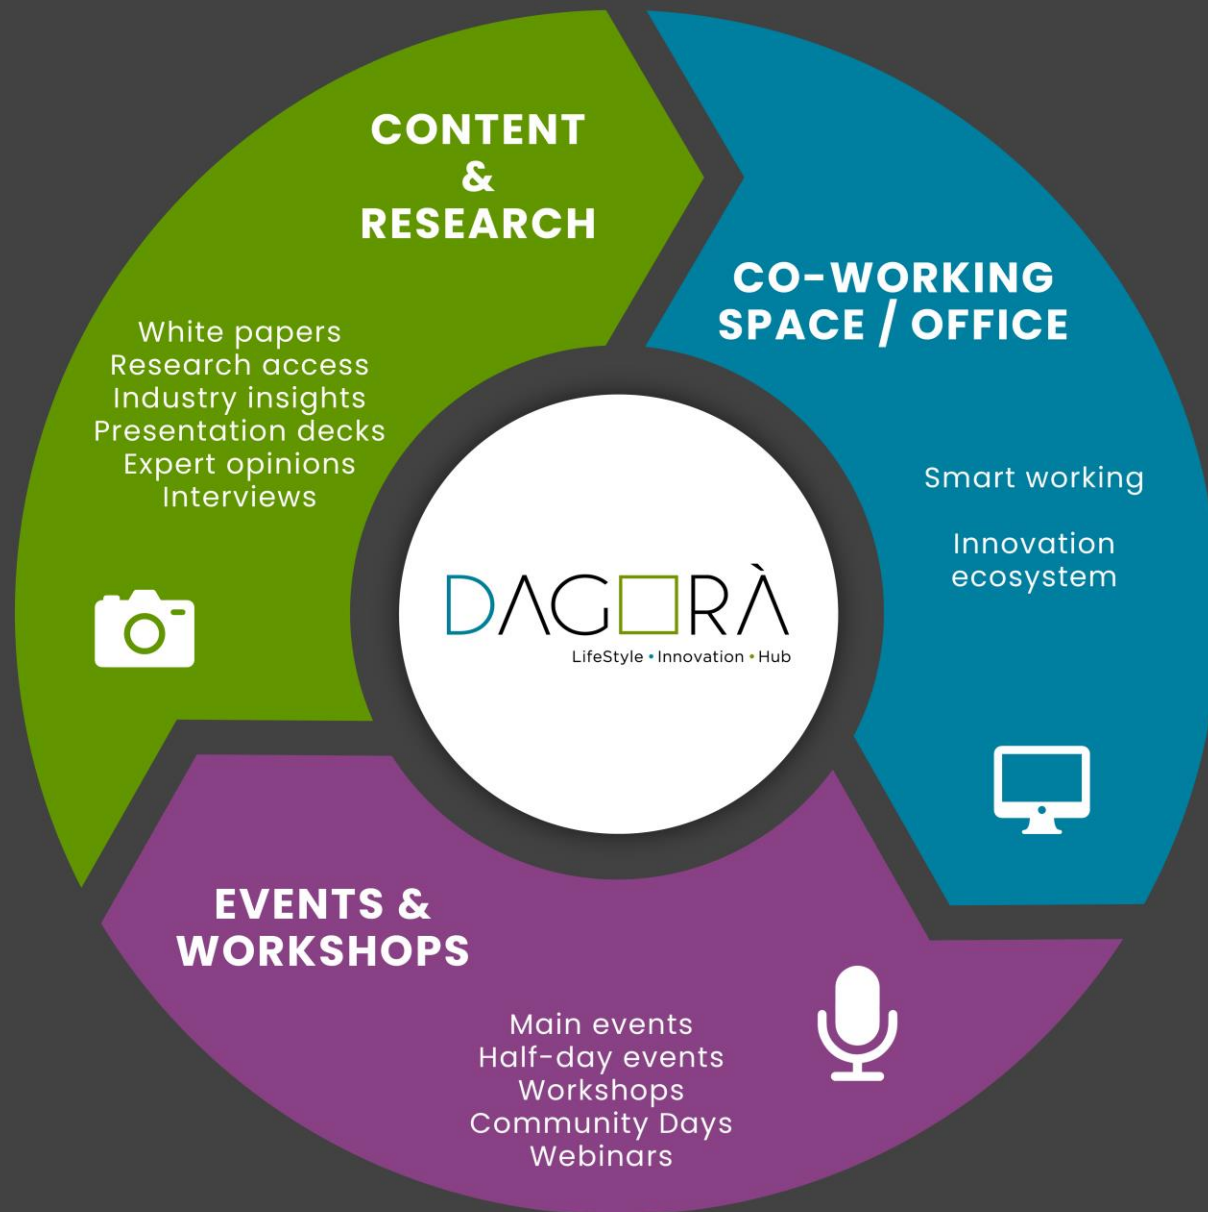 CONTENT
&
RESEARCH
White papers
Research access
Industry insights
Presentation decks
Expert opinions
Interviews
CO-WORKING
SPACE / OFFICE
Smart working
Innovation
ecosystem
DAGORÀ
LifeStyle • Innovation • Hub
EVENTS &
WORKSHOPS
Main events
Half-day events
Workshops
Community Days
Webinars